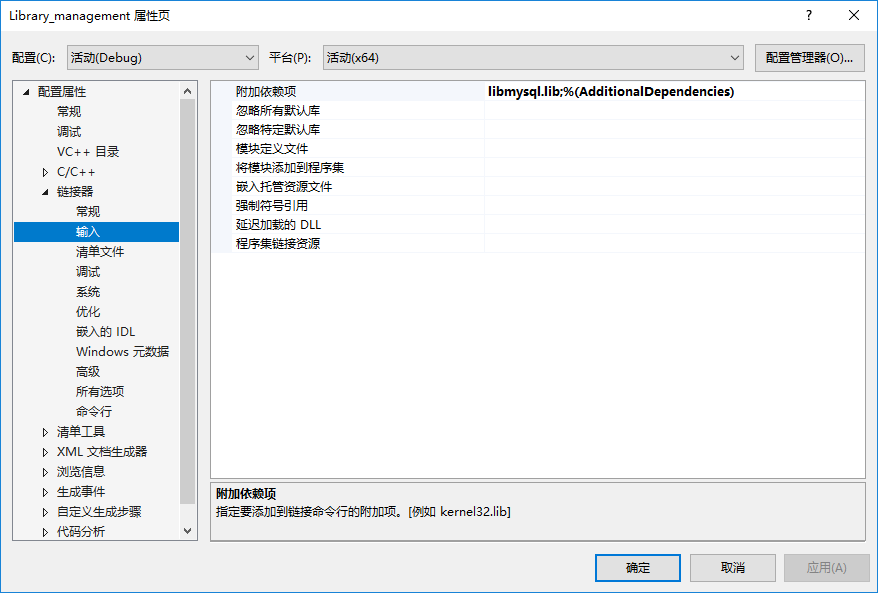 Library_management 属性页
配置(C): 活动(Debug) 平台(P): 活动(x64) 配置管理器(O)...
配置属性
常规
调试
VC++ 目录
C/C++
链接器
常规
输入
清单文件
调试
系统
优化
嵌入的 IDL
Windows 元数据
高级
所有选项
命令行
清单工具
XML 文档生成器
浏览信息
生成事件
自定义生成步骤
代码分析
附加依赖项 libmysql.lib;%(AdditionalDependencies)
忽略所有默认库
忽略特定默认库
模块定义文件
将模块添加到程序集
嵌入托管资源文件
强制符号引用
延迟加载的 DLL
程序集链接资源
附加依赖项
指定要添加到链接命令行的附加项。[例如 kernel32.lib]
确定 取消 应用(A)